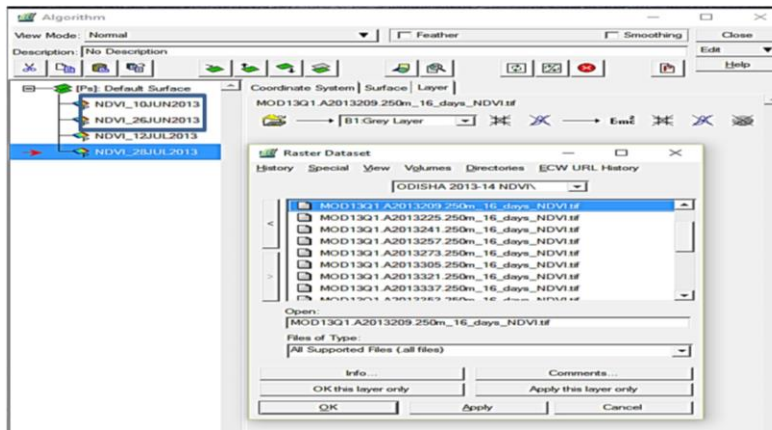 Algorithm
View Mode: Normal Feather Smoothing Close
Description: No Description Edit
Help
[Ps]: Default Surface
NDVI_10JUN2013
NDVI_26JUN2013
NDVI_12JUL2013
NDVI_28JUL2013
Coordinate System Surface Layer
MOD13Q1.A2013209.250m_16_days_NDVI.tif
B1:Grey Layer
Raster Dataset
History Special View Volumes Directories ECW URL History
ODISHA 2013-14 NDVI\
MOD13Q1.A2013209.250m_16_days_NDVI.tif
MOD13Q1.A2013225.250m_16_days_NDVI.tif
MOD13Q1.A2013241.250m_16_days_NDVI.tif
MOD13Q1.A2013257.250m_16_days_NDVI.tif
MOD13Q1.A2013273.250m_16_days_NDVI.tif
MOD13Q1.A2013305.250m_16_days_NDVI.tif
MOD13Q1.A2013321.250m_16_days_NDVI.tif
MOD13Q1.A2013337.250m_16_days_NDVI.tif
MOD13Q1.A2013353.250m_16_days_NDVI.tif
Open:
MOD13Q1.A2013209.250m_16_days_NDVI.tif
Files of Type:
All Supported Files (.all files)
Info... Comments...
OK this layer only Apply this layer only
OK Apply Cancel